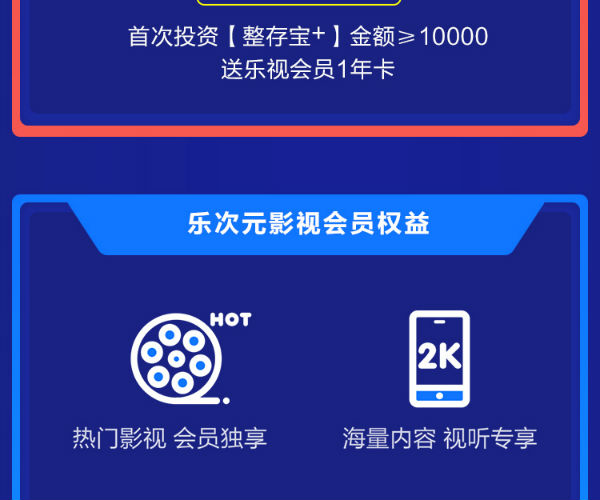 首次投资【整存宝+】金额≥10000
送乐视会员1年卡
乐次元影视会员权益
HOT
2K
热门影视 会员独享
海量内容 视听专享